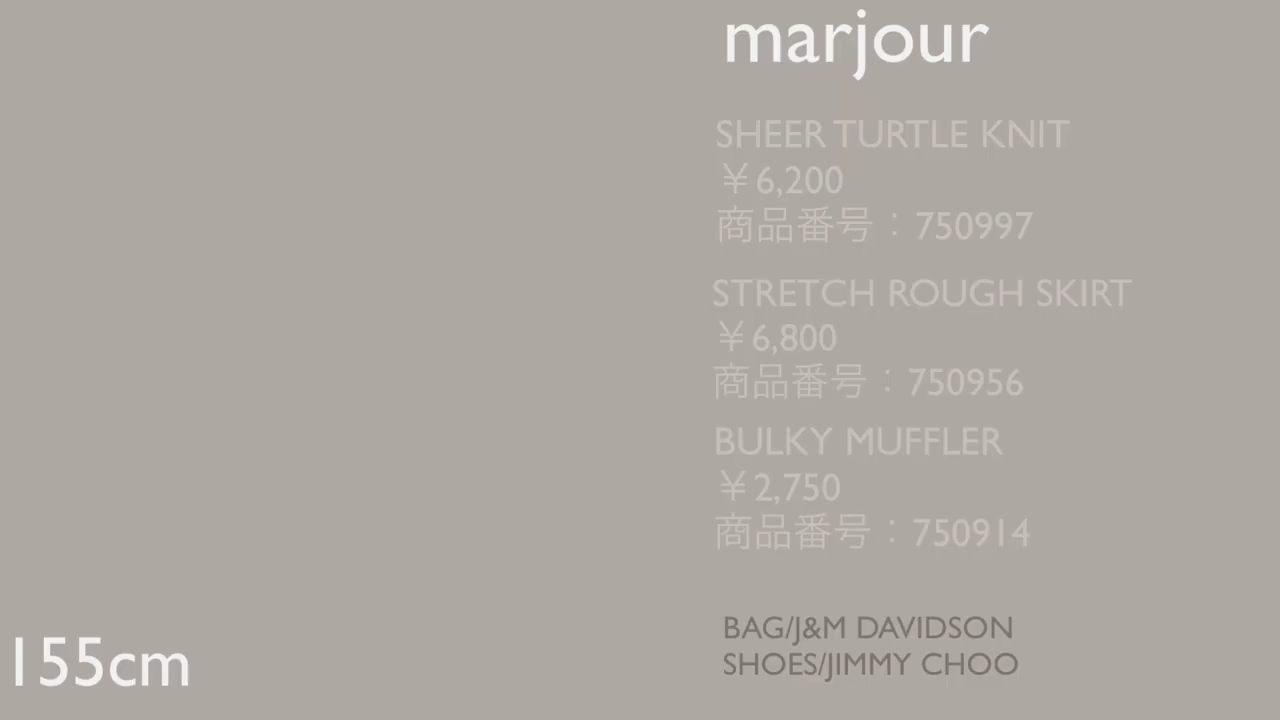 marjour
SHEER TURTLE KNIT
￥6,200
商品番号：750997
STRETCH ROUGH SKIRT
￥6,800
商品番号：750956
BULKY MUFFLER
￥2,750
商品番号：750914
BAG/J&M DAVIDSON
SHOES/JIMMY CHOO
155cm